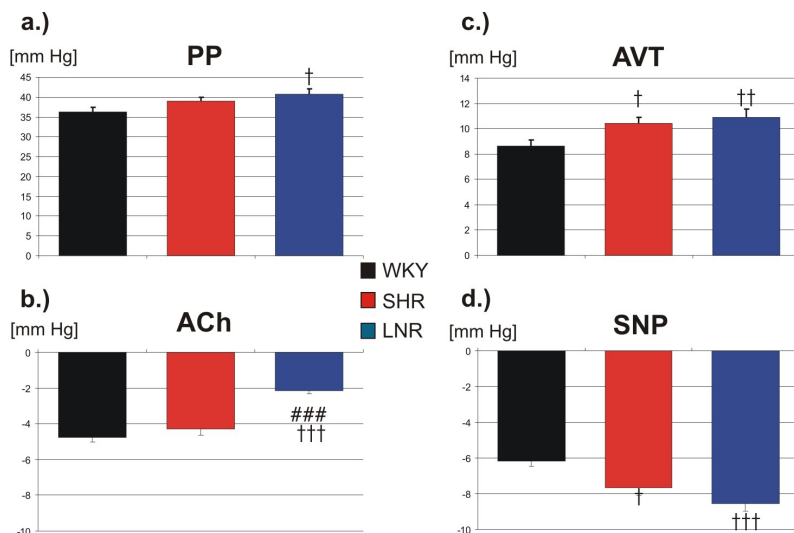 a.)
PP
[mm Hg]
†
45
40
35
30
25
20
15
10
5
0
b.)
ACh
[mm Hg]
0
-2
-4
-6
-8
-10
###
†††
WKY
SHR
LNR
c.)
AVT
[mm Hg]
†
††
14
12
10
8
6
4
2
0
d.)
SNP
[mm Hg]
0
-2
-4
-6
-8
-10
†
†††